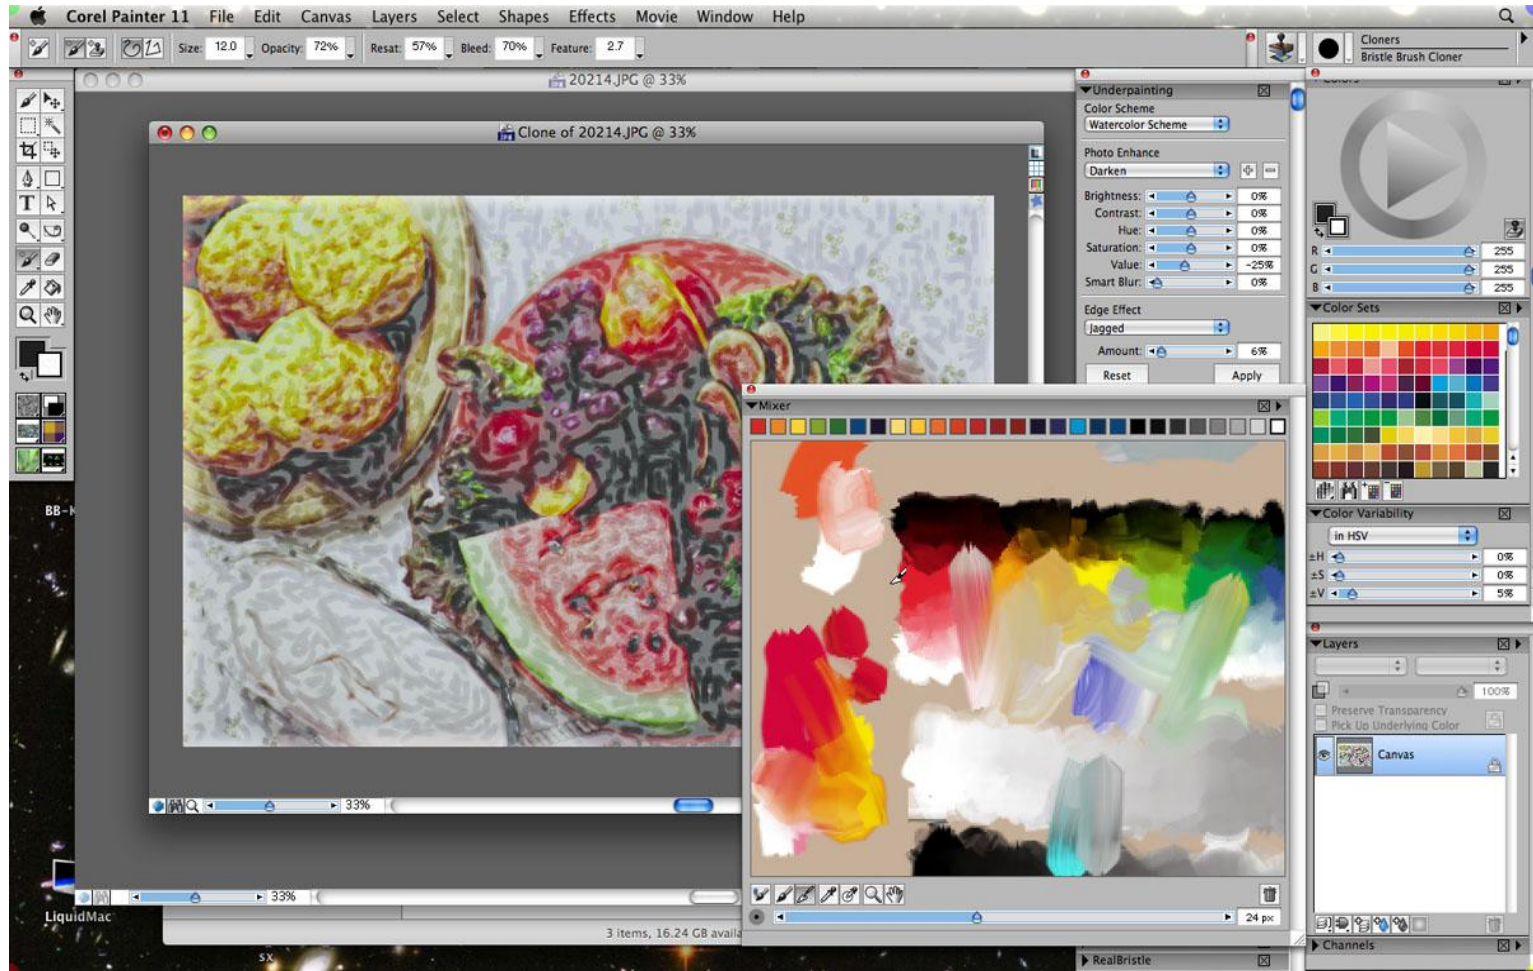 Corel Painter 11 File Edit Canvas Layers Select Shapes Effects Movie Window Help
Size: 12.0 Opacity: 72% Resat: 57% Bleed: 70% Feature: 2.7
Cloners
Bristle Brush Cloner
20214.JPG @ 33%
Clone of 20214.JPG @ 33%
33%
33%
3 items, 16.24 GB availa
BB-
LiquidMac
sx
Underpainting
Color Scheme
Watercolor Scheme
Photo Enhance
Darken
Brightness: 0%
Contrast: 0%
Hue: 0%
Saturation: 0%
Value: -25%
Smart Blur: 0%
Edge Effect
Jagged
Amount: 6%
Reset Apply
Mixer
24 px
RealBristle
R 255
G 255
B 255
Color Sets
Color Variability
in HSV
±H 0%
±S 0%
±V 5%
Layers
100%
Preserve Transparency
Pick Up Underlying Color
Canvas
Channels